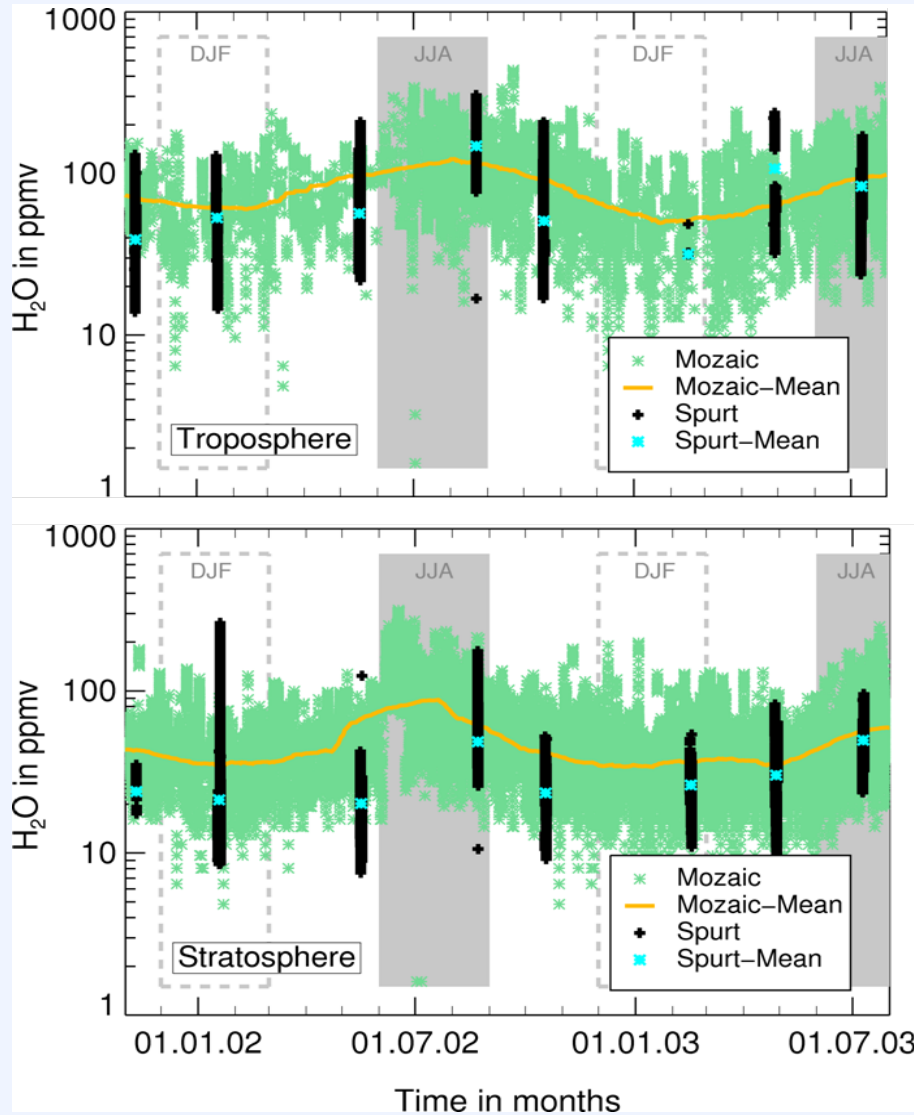 1000
100
10
1
H₂O in ppmv
DJF
JJA
DJF
JJA
Mozaic
Mozaic–Mean
Spurt
Spurt–Mean
Troposphere
1000
100
10
1
H₂O in ppmv
DJF
JJA
DJF
JJA
Mozaic
Mozaic–Mean
Spurt
Spurt–Mean
Stratosphere
01.01.02
01.07.02
01.01.03
01.07.03
Time in months